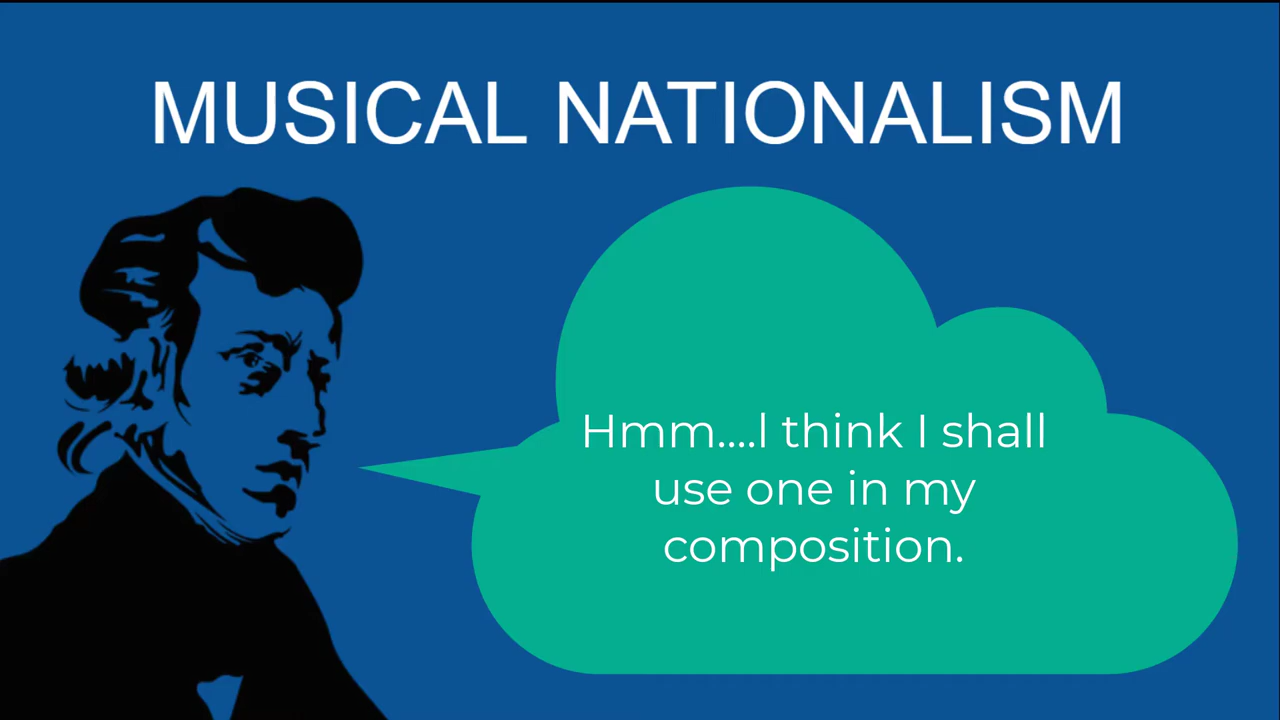 MUSICAL NATIONALISM
Hmm....I think I shall
use one in my
composition.